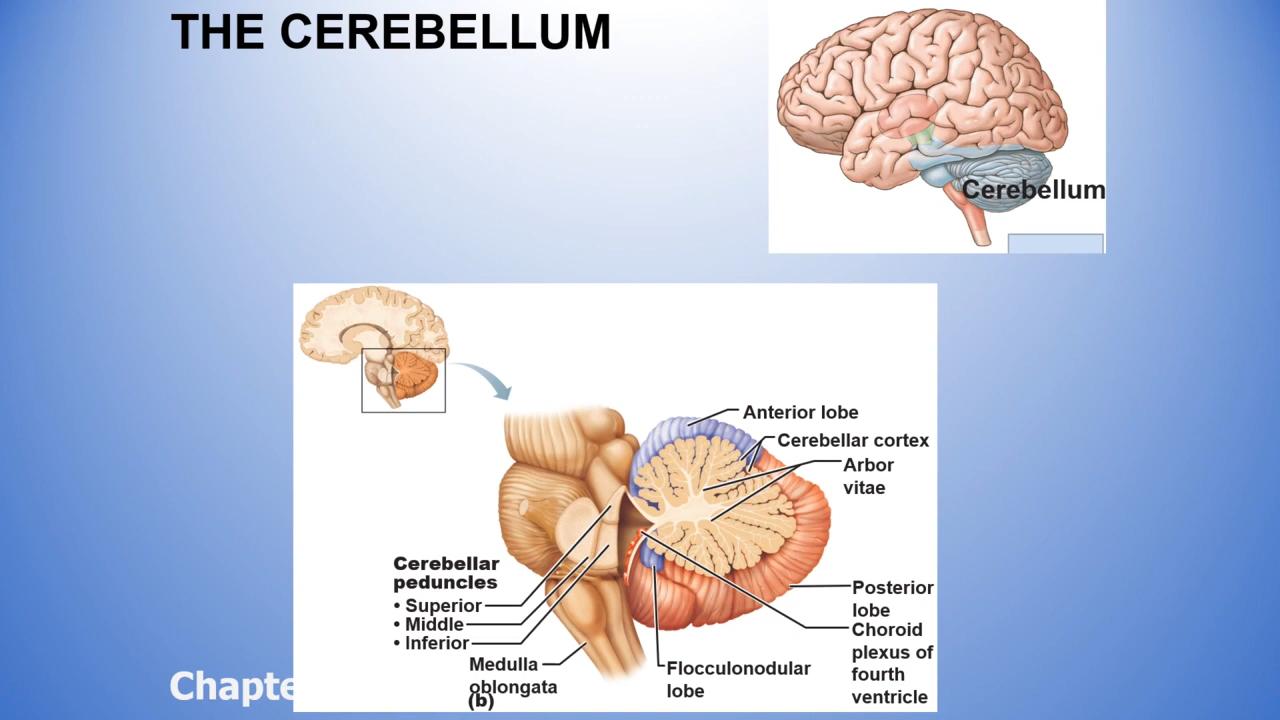 THE CEREBELLUM
Cerebellum
Anterior lobe
Cerebellar cortex
Arbor
vitae
Cerebellar
peduncles
• Superior
• Middle
• Inferior
Medulla
oblongata
(b)
Flocculonodular
lobe
Posterior
lobe
Choroid
plexus of
fourth
ventricle
Chapte